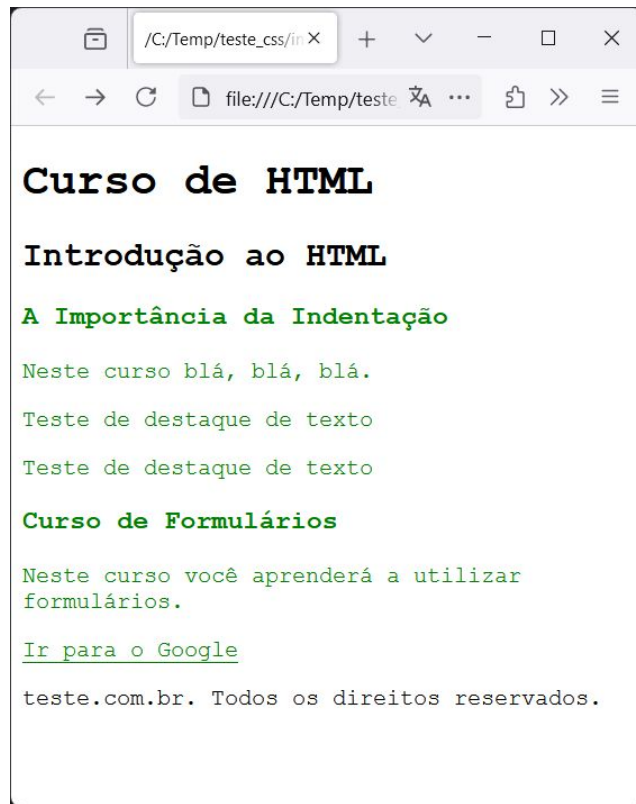 /C:/Temp/teste_css/in
file:///C:/Temp/teste
Curso de HTML
Introdução ao HTML
A Importância da Indentação
Neste curso blá, blá, blá.
Teste de destaque de texto
Teste de destaque de texto
Curso de Formulários
Neste curso você aprenderá a utilizar
formulários.
Ir para o Google
teste.com.br. Todos os direitos reservados.